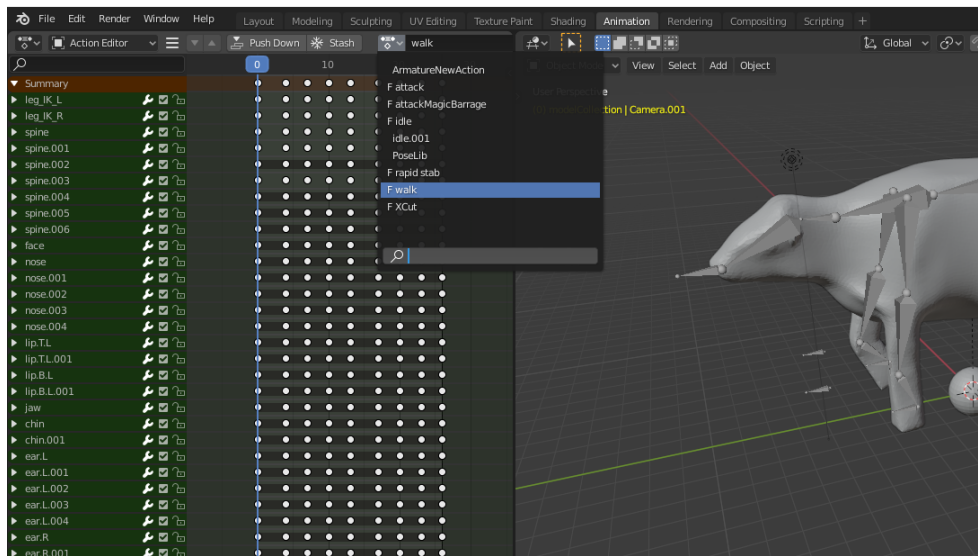 File Edit Render Window Help Layout Modeling Sculpting UV Editing Texture Paint Shading Animation Rendering Compositing Scripting +
Action Editor Push Down Stash walk Global
0 10
View Select Add Object
Summary
leg_IK_L
leg_IK_R
spine
spine.001
spine.002
spine.003
spine.004
spine.005
spine.006
face
nose
nose.001
nose.002
nose.003
nose.004
lip.T.L
lip.T.L.001
lip.B.L
lip.B.L.001
jaw
chin
chin.001
ear.L
ear.L.001
ear.L.002
ear.L.003
ear.L.004
ear.R
ear.R.001
ArmatureNewAction
F attack
F attackMagicBarrage
F idle
idle.001
PoseLib
F rapid stab
F walk
F XCut
| Camera.001